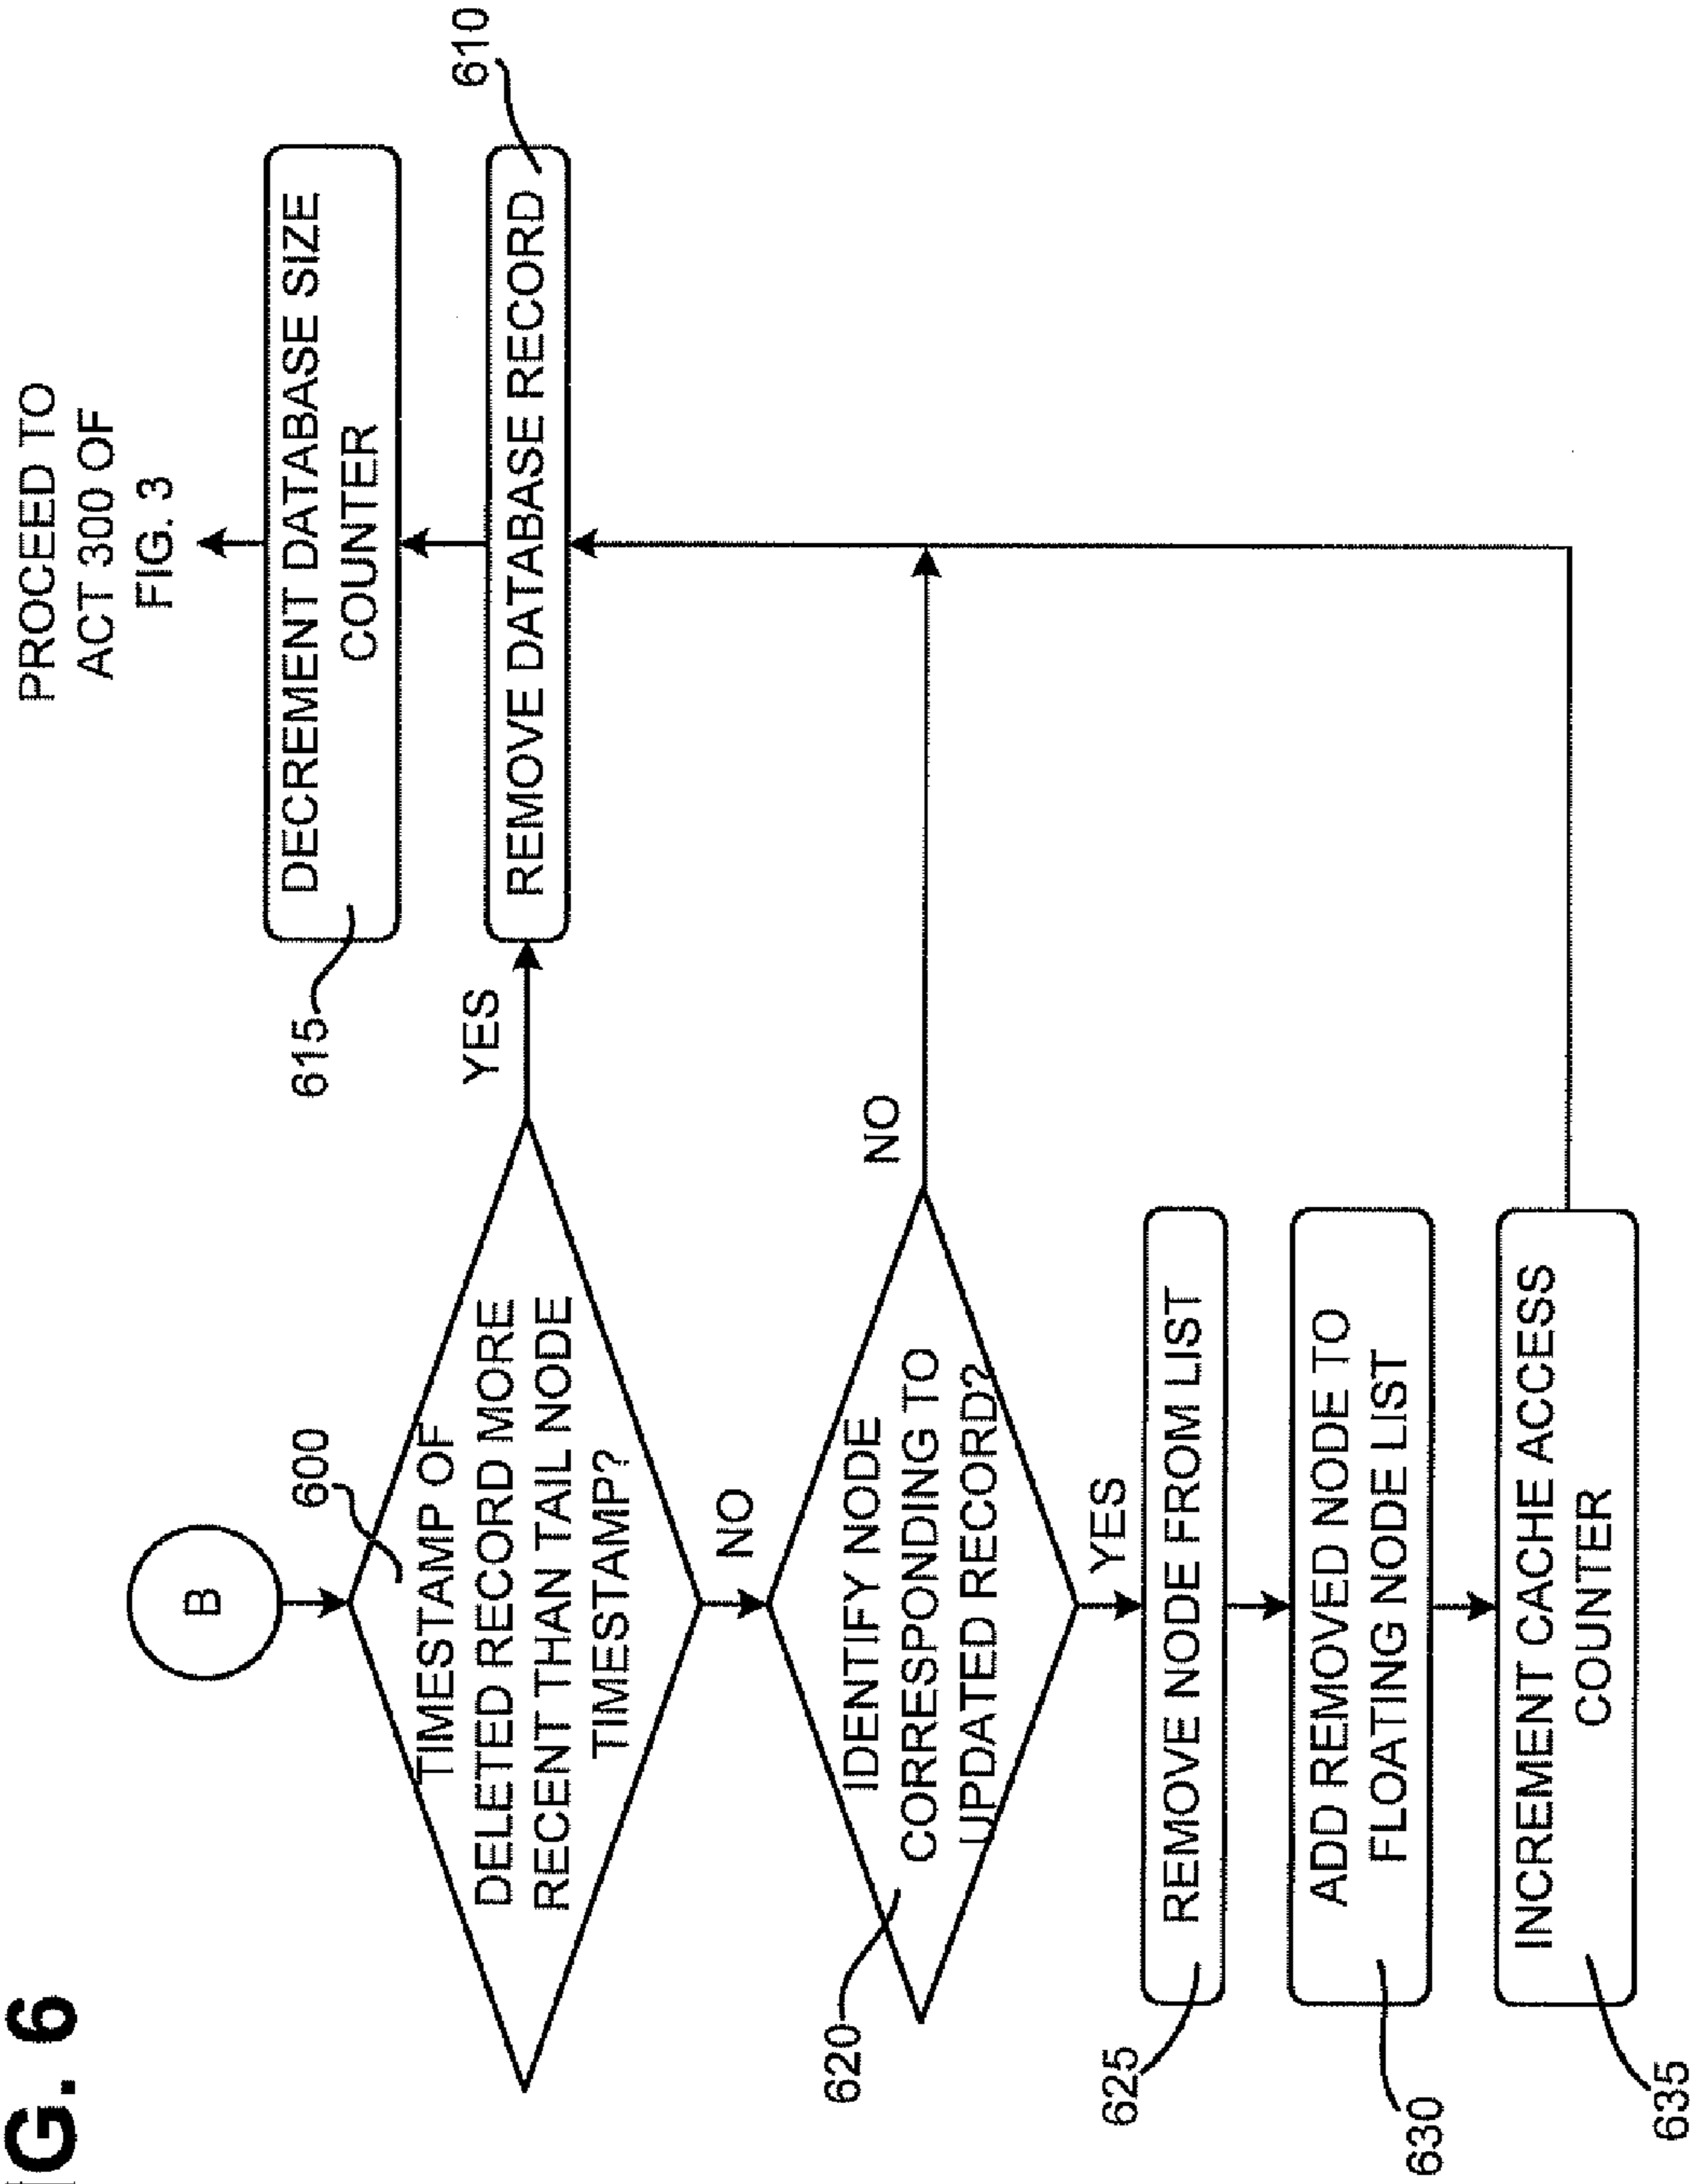 G. 6
PROCEED TO
ACT 300 OF
FIG. 3
B
600
TIMESTAMP OF
DELETED RECORD MORE
RECENT THAN TAIL NODE
TIMESTAMP?
YES
NO
615
DECREMENT DATABASE SIZE
COUNTER
610
REMOVE DATABASE RECORD
620
IDENTIFY NODE
CORRESPONDING TO
UPDATED RECORD?
NO
YES
625
REMOVE NODE FROM LIST
630
ADD REMOVED NODE TO
FLOATING NODE LIST
635
INCREMENT CACHE ACCESS
COUNTER